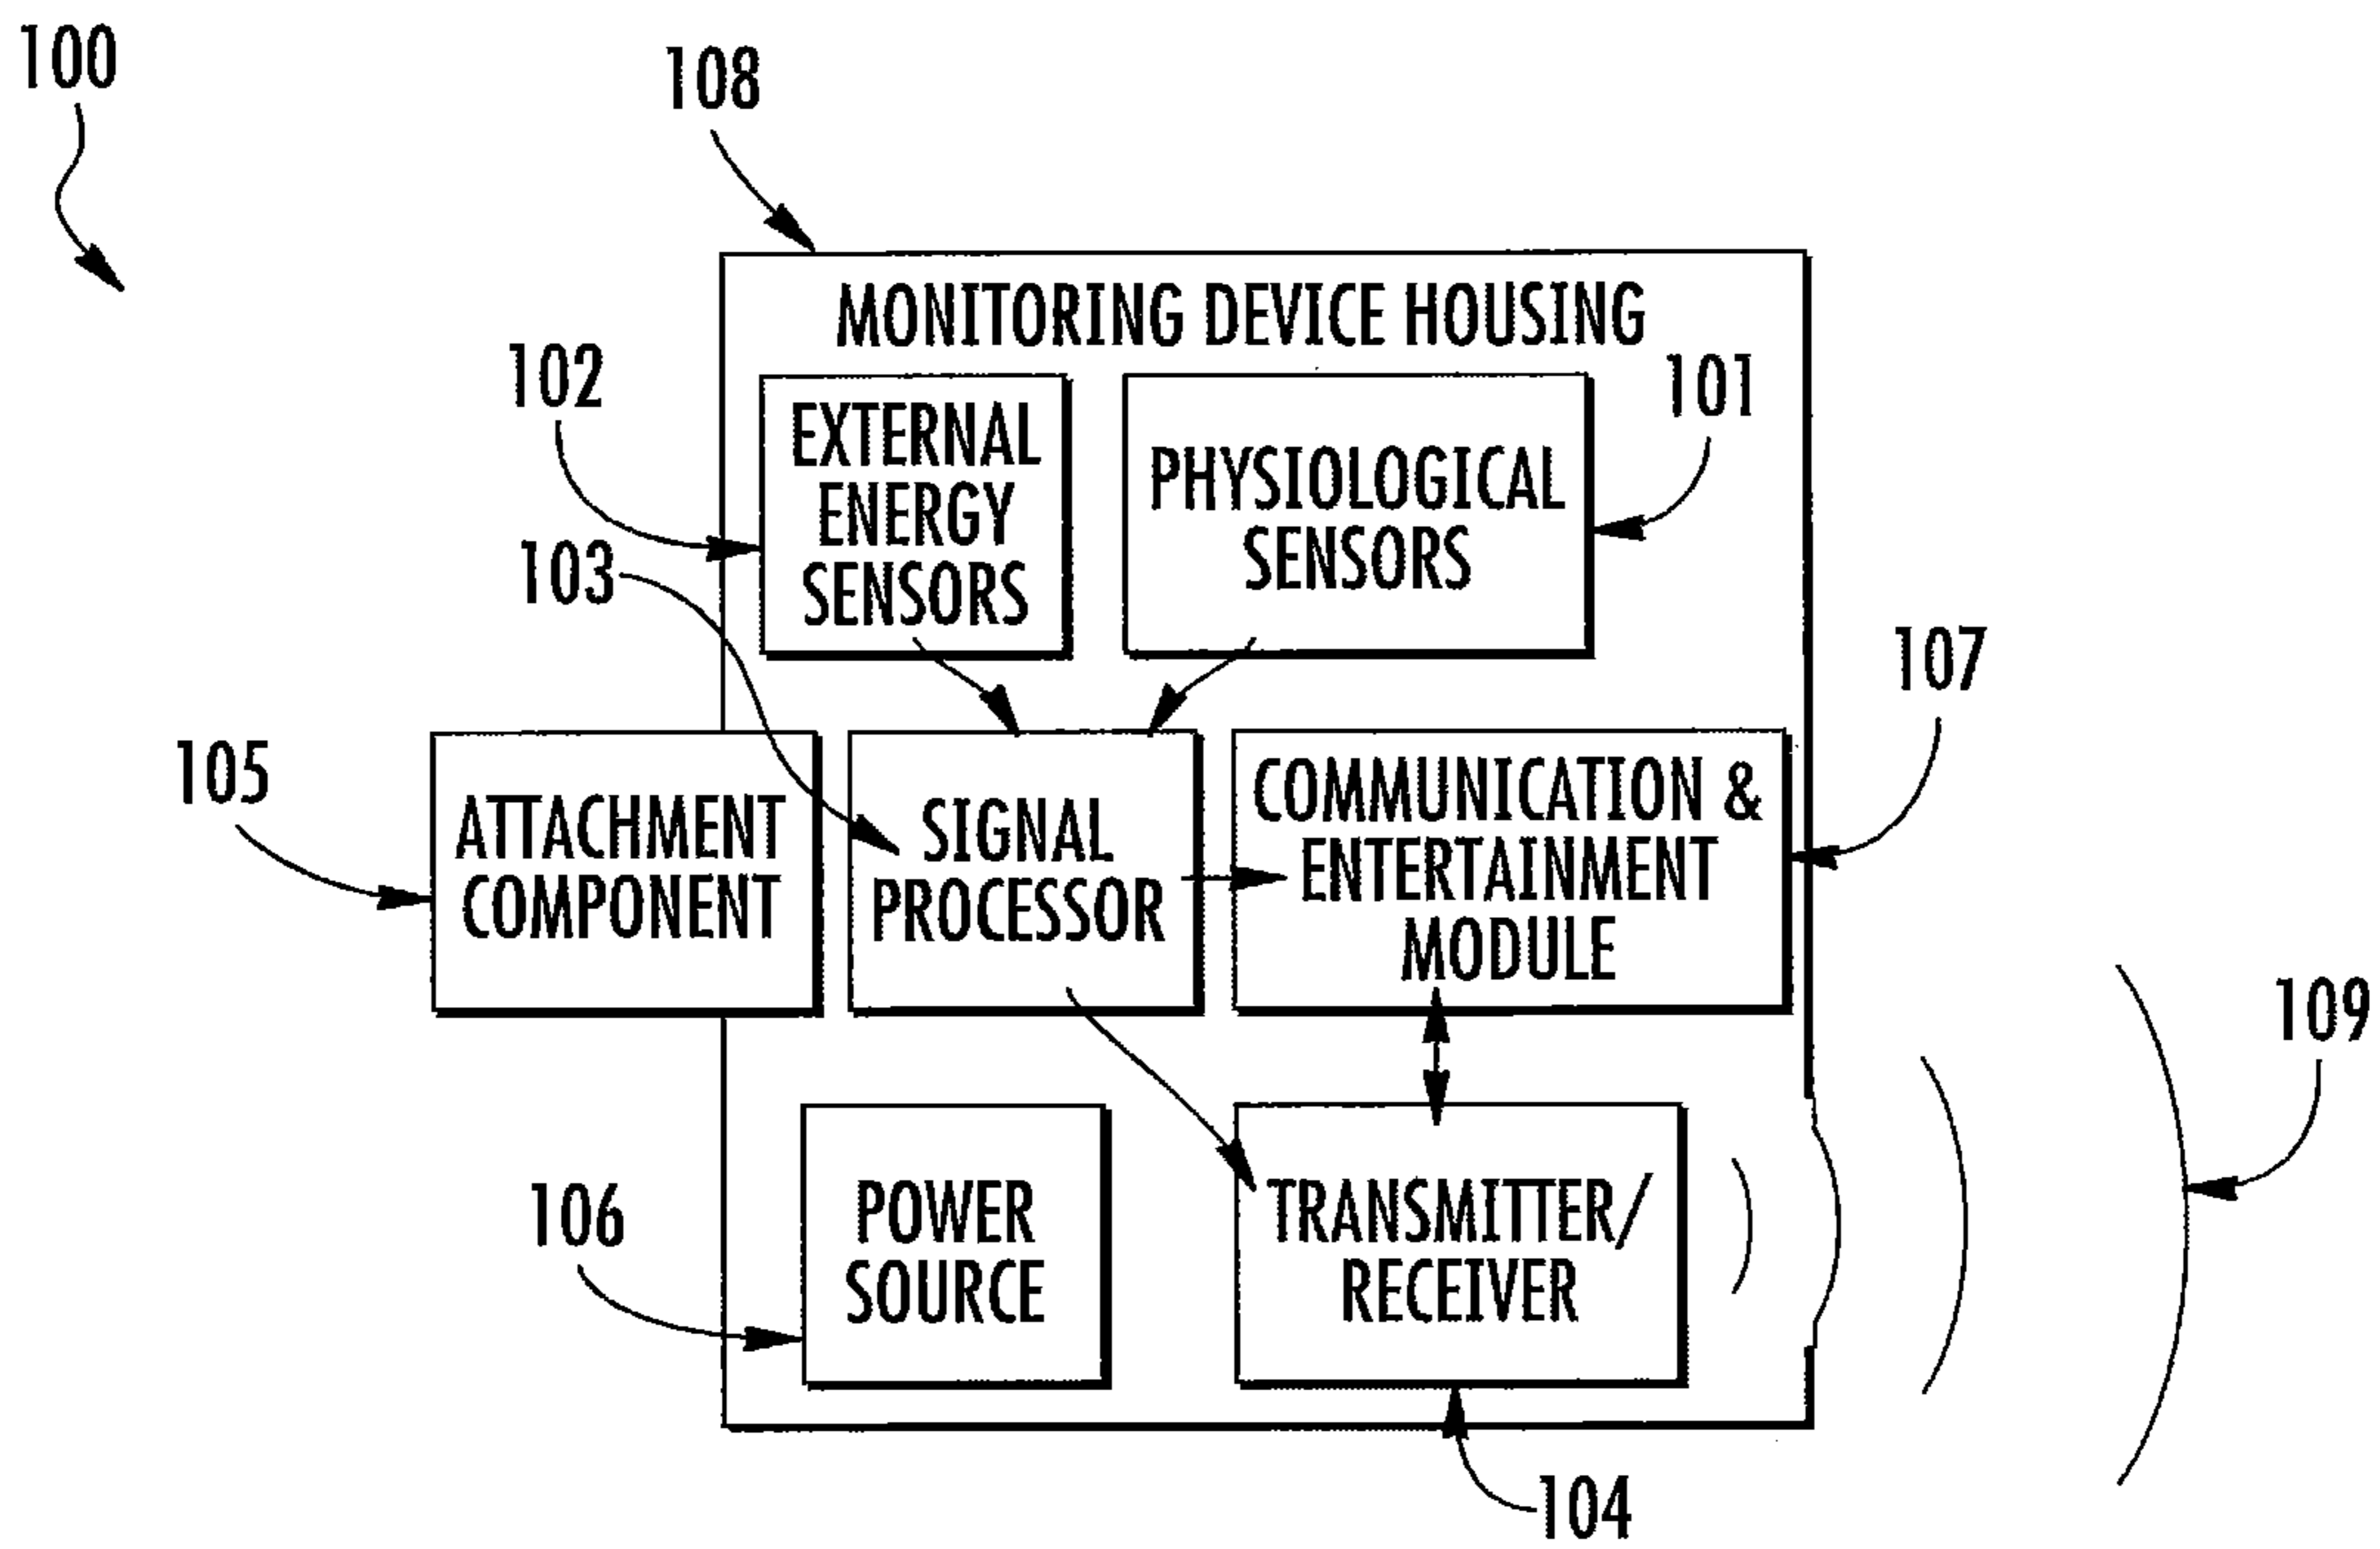 100
108
MONITORING DEVICE HOUSING
102
EXTERNAL
ENERGY
SENSORS
PHYSIOLOGICAL
SENSORS
101
103
107
105
ATTACHMENT
COMPONENT
SIGNAL
PROCESSOR
COMMUNICATION &
ENTERTAINMENT
MODULE
109
106
POWER
SOURCE
TRANSMITTER/
RECEIVER
104